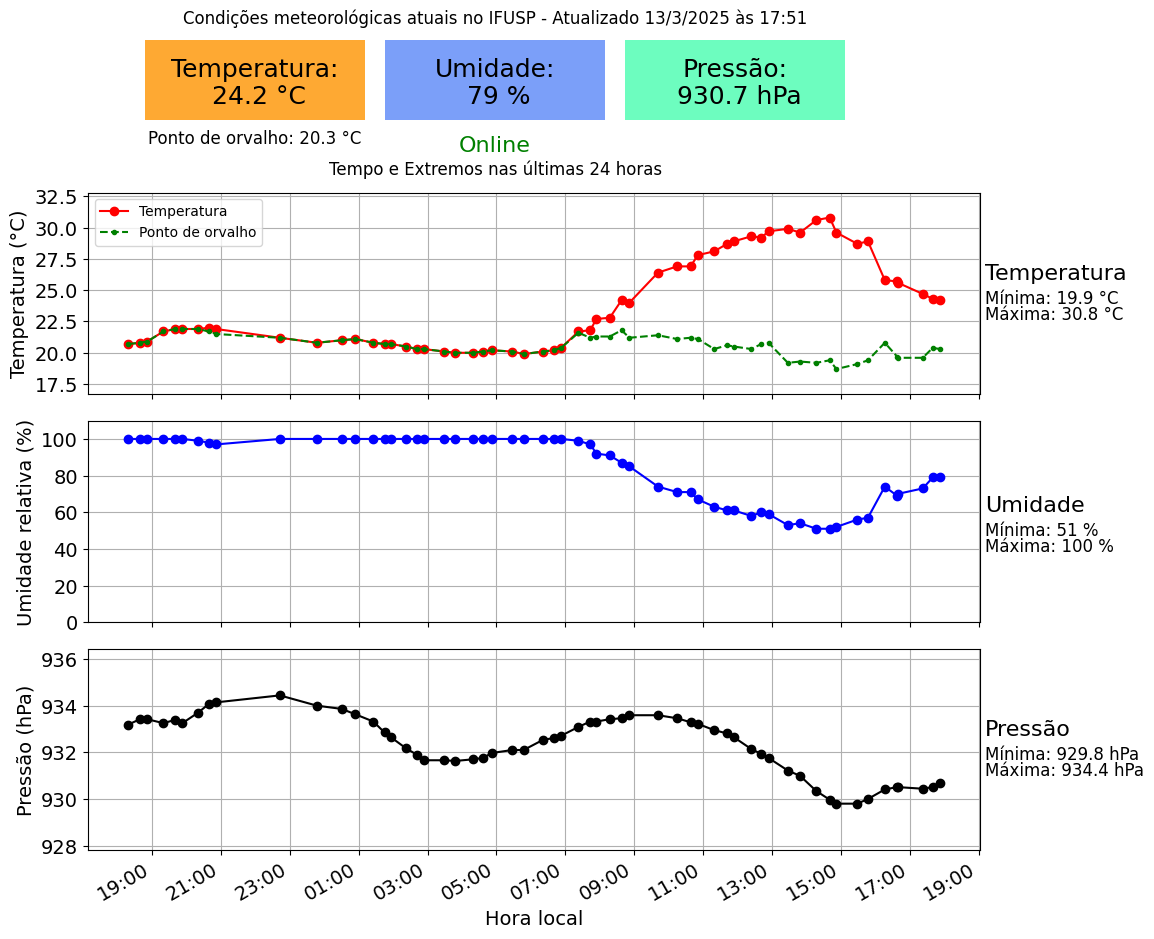 Condições meteorológicas atuais no IFUSP - Atualizado 13/3/2025 às 17:51
Temperatura:
24.2 °C
Umidade:
79 %
Pressão:
930.7 hPa
Ponto de orvalho: 20.3 °C
Online
Tempo e Extremos nas últimas 24 horas
Temperatura (°C)
32.5
30.0
27.5
25.0
22.5
20.0
17.5
Temperatura
Ponto de orvalho
Temperatura
Mínima: 19.9 °C
Máxima: 30.8 °C
Umidade relativa (%)
100
80
60
40
20
0
Umidade
Mínima: 51 %
Máxima: 100 %
Pressão (hPa)
936
934
932
930
928
Pressão
Mínima: 929.8 hPa
Máxima: 934.4 hPa
19:00 21:00 23:00 01:00 03:00 05:00 07:00 09:00 11:00 13:00 15:00 17:00 19:00
Hora local